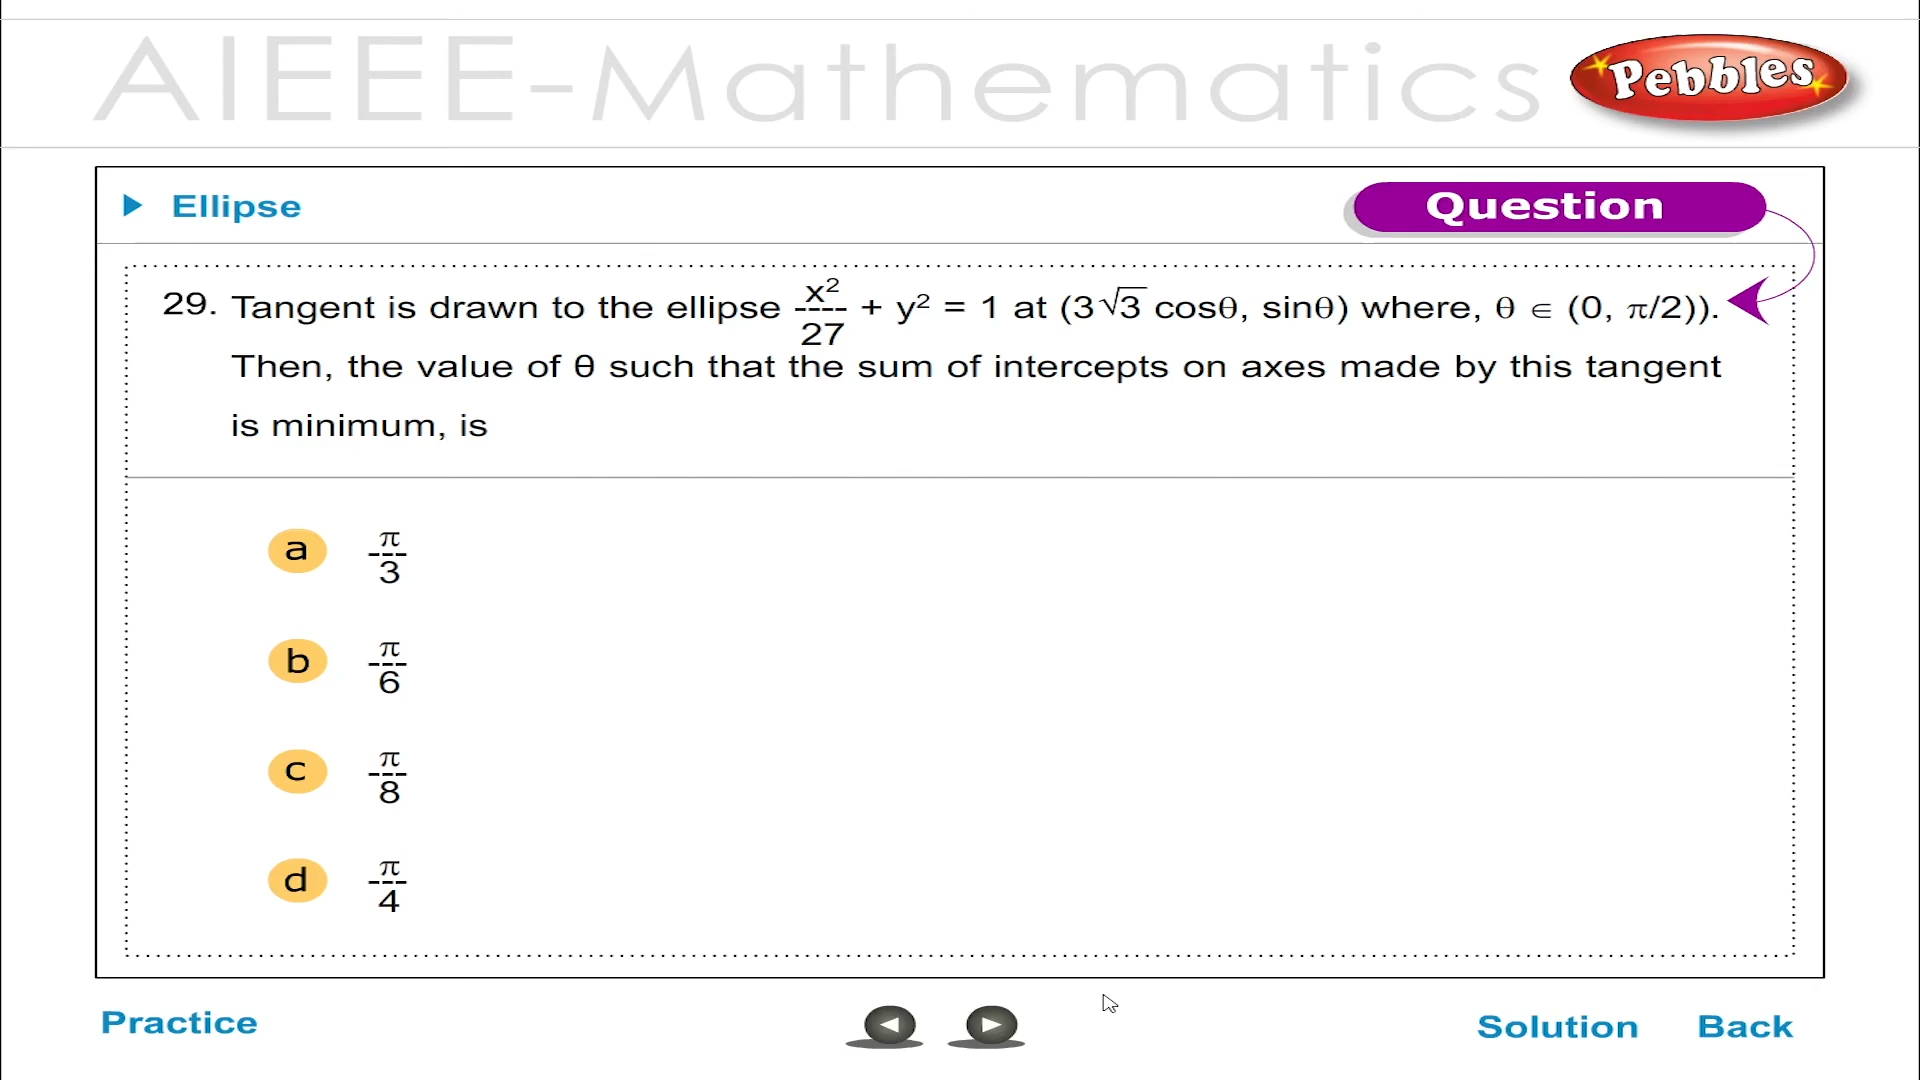 AIEEE-Mathematics
Pebbles
Ellipse
Question
29. Tangent is drawn to the ellipse x²/27 + y² = 1 at (3√3 cosθ, sinθ) where, θ ∈ (0, π/2)).
Then, the value of θ such that the sum of intercepts on axes made by this tangent
is minimum, is
a π/3
b π/6
c π/8
d π/4
Practice
Solution Back